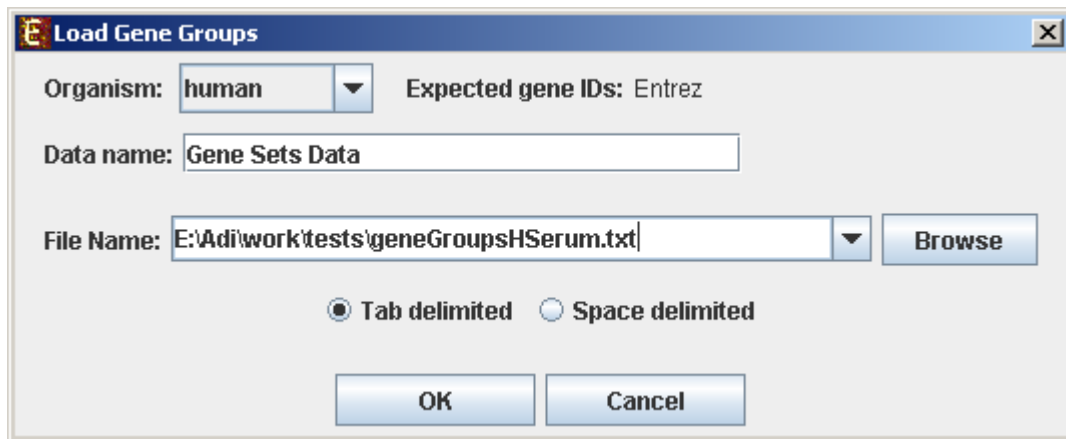 E Load Gene Groups
Organism: human Expected gene IDs: Entrez
Data name: Gene Sets Data
File Name: E:\Adi\work\tests\geneGroupsHSerum.txt Browse
Tab delimited Space delimited
OK Cancel